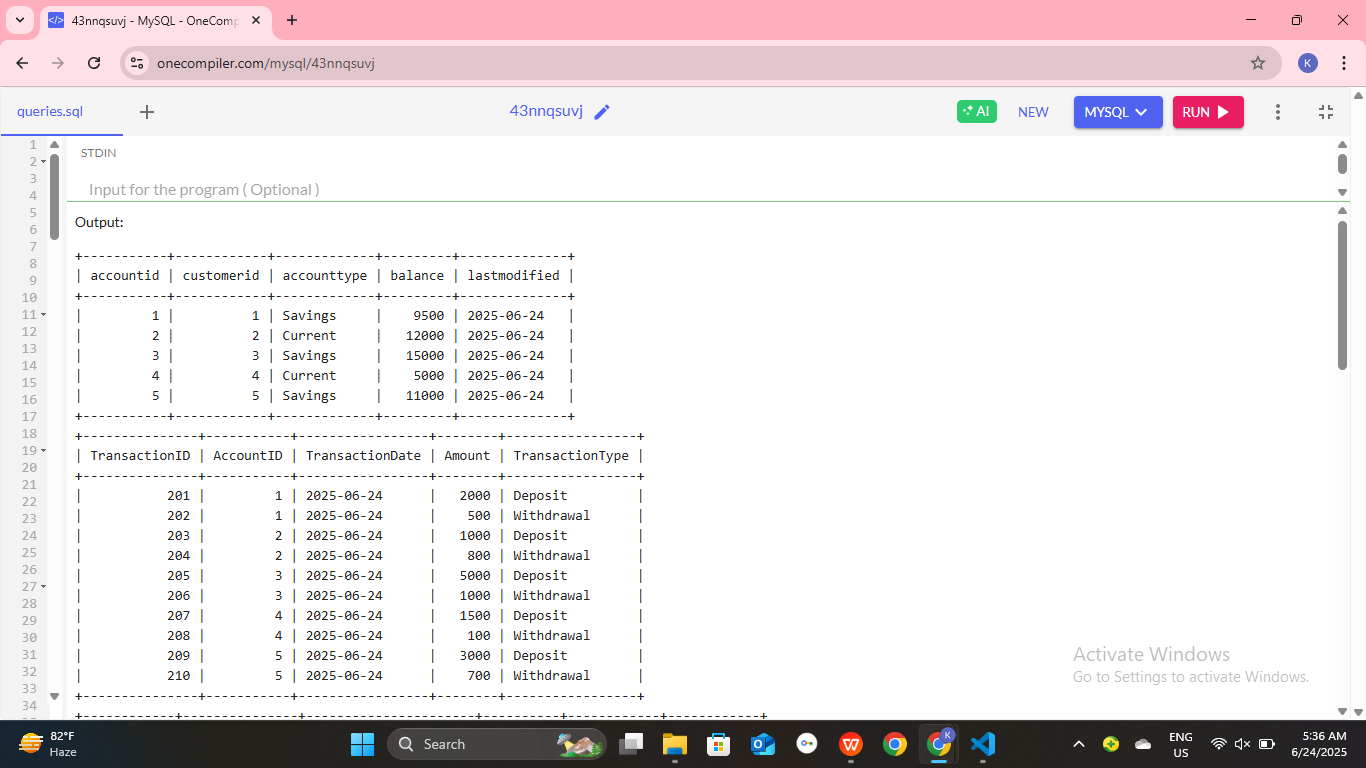 43nnqsuvj - MySQL - OneComp
onecompiler.com/mysql/43nnqsuvj
K
queries.sql
43nnqsuvj
AI
NEW
MYSQL
RUN
1
2
3
4
5
6
7
8
9
10
11
12
13
14
15
16
17
18
19
20
21
22
23
24
25
26
27
28
29
30
31
32
33
34
STDIN
Input for the program ( Optional )
Output:
+-----------+------------+-------------+---------+--------------+
| accountid | customerid | accounttype | balance | lastmodified |
+-----------+------------+-------------+---------+--------------+
|         1 |          1 | Savings     |    9500 | 2025-06-24   |
|         2 |          2 | Current     |   12000 | 2025-06-24   |
|         3 |          3 | Savings     |   15000 | 2025-06-24   |
|         4 |          4 | Current     |    5000 | 2025-06-24   |
|         5 |          5 | Savings     |   11000 | 2025-06-24   |
+-----------+------------+-------------+---------+--------------+
+---------------+-----------+-----------------+--------+-----------------+
| TransactionID | AccountID | TransactionDate | Amount | TransactionType |
+---------------+-----------+-----------------+--------+-----------------+
|           201 |         1 | 2025-06-24      |   2000 | Deposit         |
|           202 |         1 | 2025-06-24      |    500 | Withdrawal      |
|           203 |         2 | 2025-06-24      |   1000 | Deposit         |
|           204 |         2 | 2025-06-24      |    800 | Withdrawal      |
|           205 |         3 | 2025-06-24      |   5000 | Deposit         |
|           206 |         3 | 2025-06-24      |   1000 | Withdrawal      |
|           207 |         4 | 2025-06-24      |   1500 | Deposit         |
|           208 |         4 | 2025-06-24      |    100 | Withdrawal      |
|           209 |         5 | 2025-06-24      |   3000 | Deposit         |
|           210 |         5 | 2025-06-24      |    700 | Withdrawal      |
+---------------+-----------+-----------------+--------+-----------------+
Activate Windows
Go to Settings to activate Windows.
82°F
Haze
Search
ENG
US
5:36 AM
6/24/2025